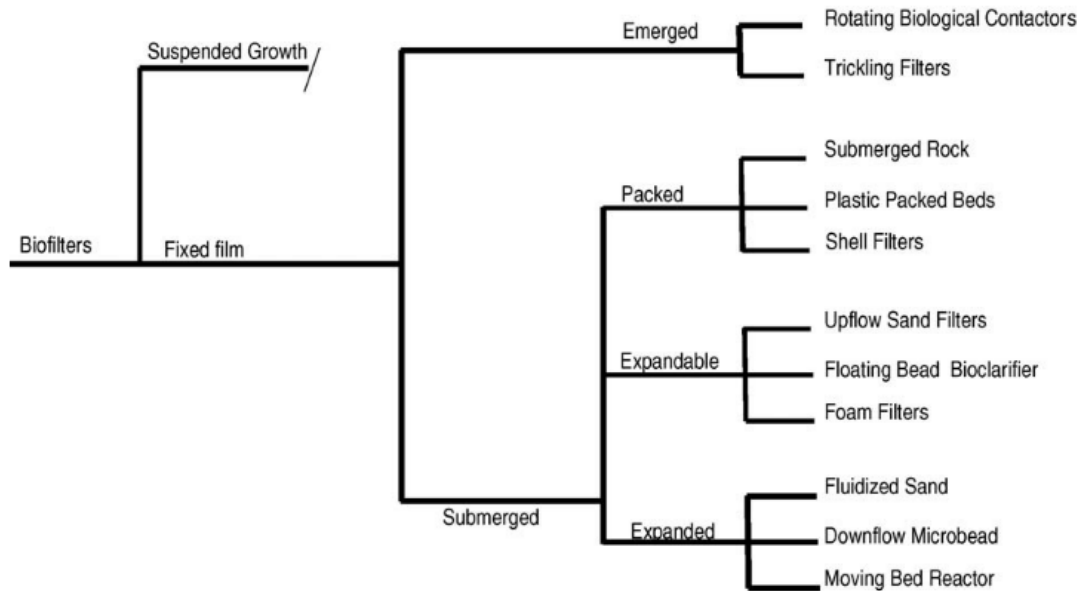 Rotating Biological Contactors
Emerged
Suspended Growth
Trickling Filters
Submerged Rock
Packed
Plastic Packed Beds
Shell Filters
Biofilters
Fixed film
Upflow Sand Filters
Expandable
Floating Bead Bioclarifier
Foam Filters
Fluidized Sand
Submerged
Expanded
Downflow Microbead
Moving Bed Reactor